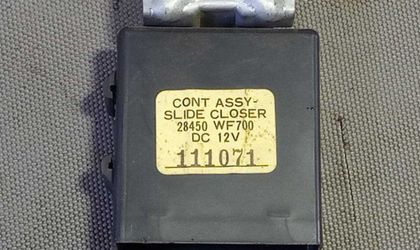 CONT ASSY-
SLIDE CLOSER
28450 WF700
DC 12V
111071